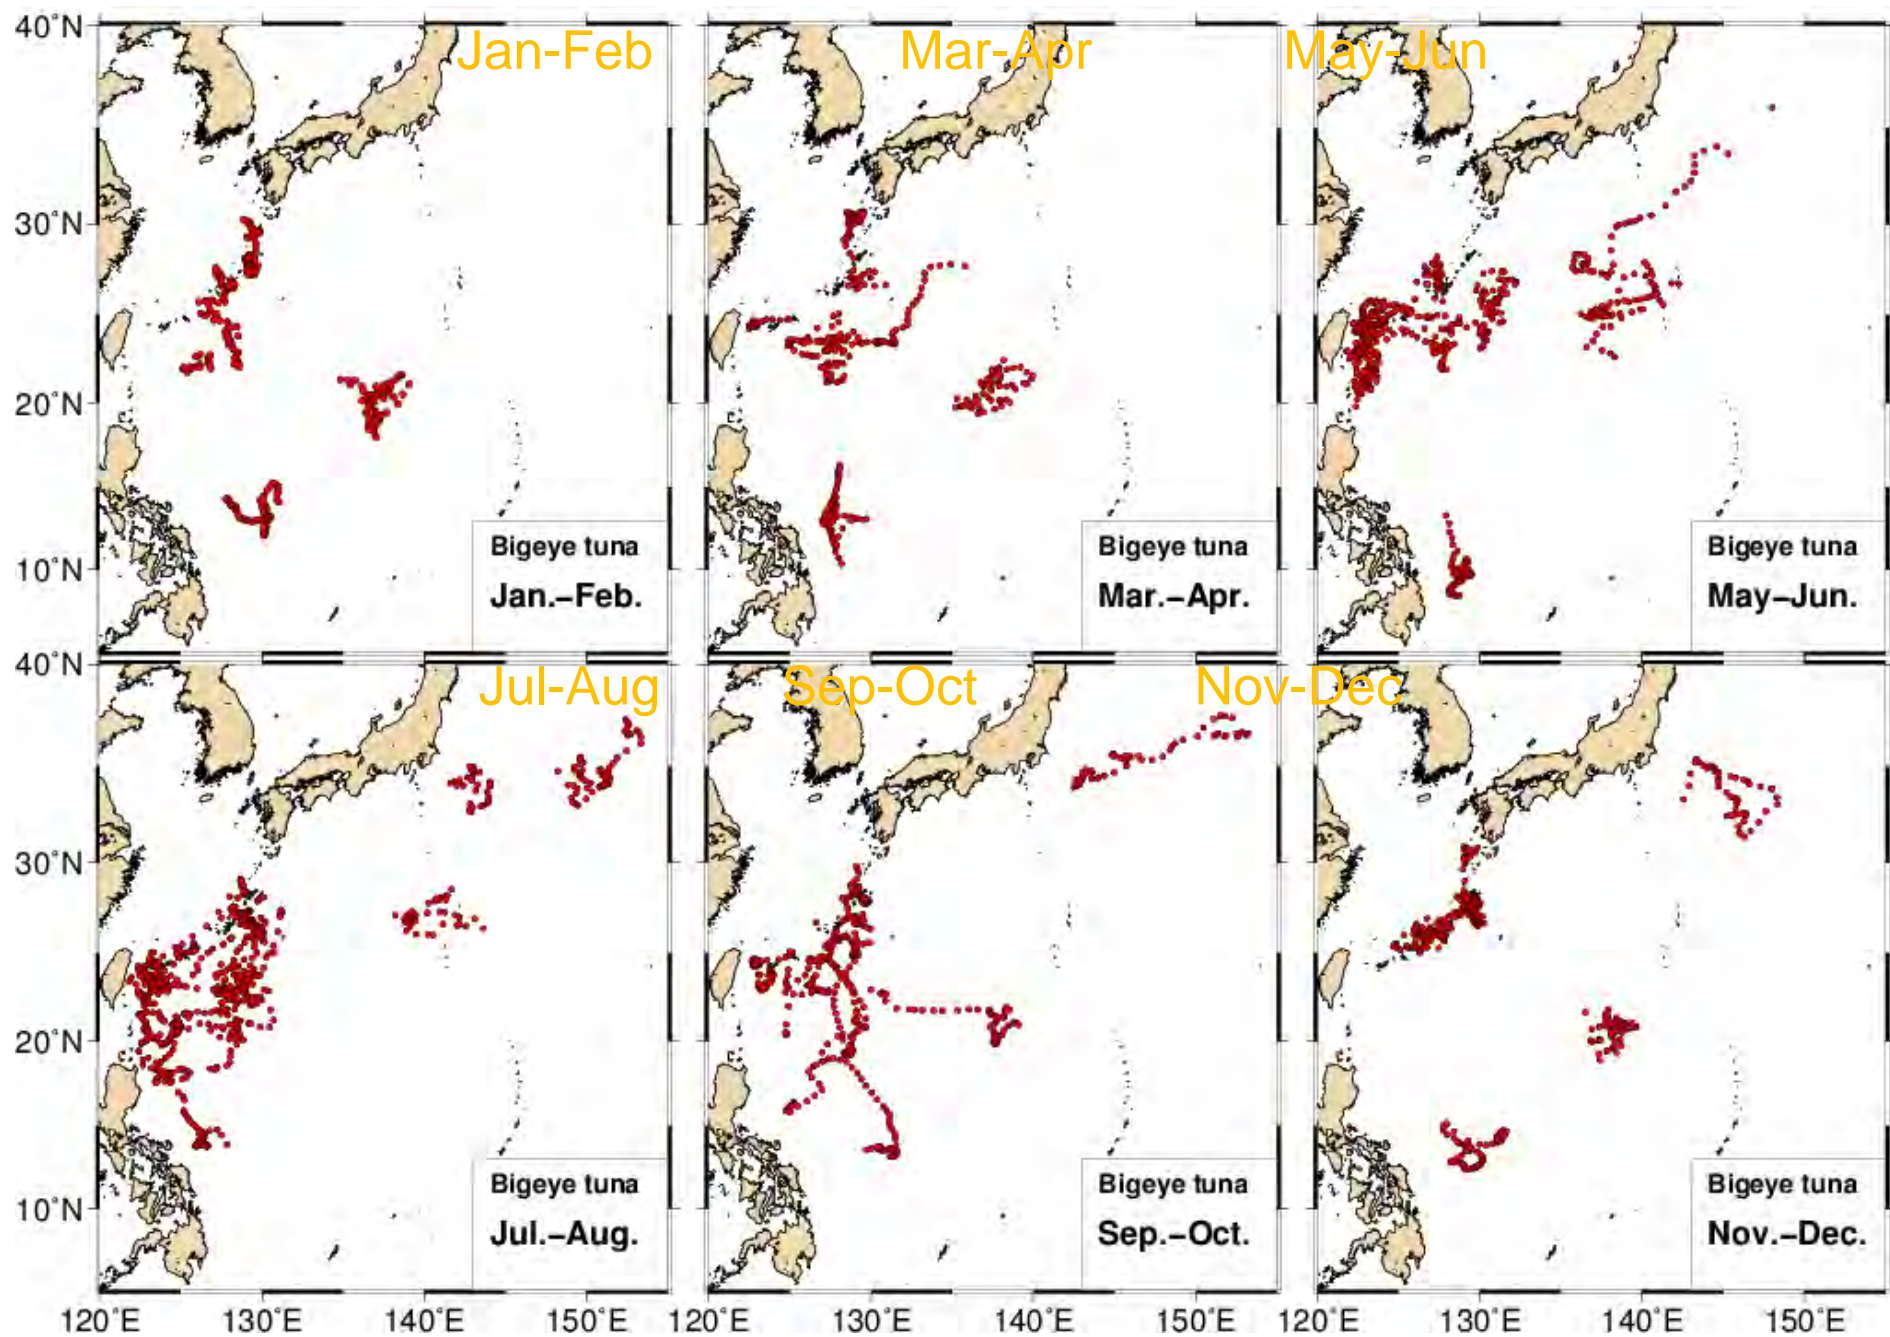 40°N
Jan-Feb
Mar-Apr
May-Jun
30°N
20°N
10°N
Bigeye tuna
Jan.–Feb.
Bigeye tuna
Mar.–Apr.
Bigeye tuna
May–Jun.
40°N
Jul-Aug
Sep-Oct
Nov-Dec
30°N
20°N
10°N
Bigeye tuna
Jul.–Aug.
Bigeye tuna
Sep.–Oct.
Bigeye tuna
Nov.–Dec.
120°E 130°E 140°E 150°E 120°E 130°E 140°E 150°E 120°E 130°E 140°E 150°E